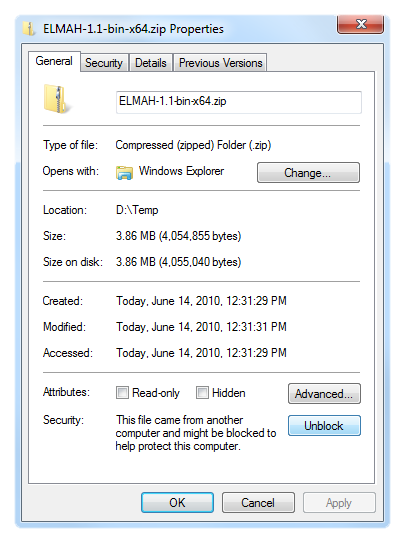 ELMAH-1.1-bin-x64.zip Properties
General Security Details Previous Versions
ELMAH-1.1-bin-x64.zip
Type of file: Compressed (zipped) Folder (.zip)
Opens with: Windows Explorer Change...
Location: D:\Temp
Size: 3.86 MB (4,054,855 bytes)
Size on disk: 3.86 MB (4,055,040 bytes)
Created: Today, June 14, 2010, 12:31:29 PM
Modified: Today, June 14, 2010, 12:31:31 PM
Accessed: Today, June 14, 2010, 12:31:29 PM
Attributes: Read-only Hidden Advanced...
Security: This file came from another Unblock
computer and might be blocked to
help protect this computer.
OK Cancel Apply